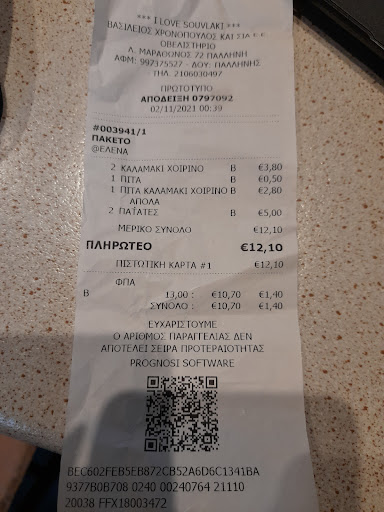 *** I LOVE SOUVLAKI ***
ΒΑΣΙΛΕΙΟΣ ΧΡΟΝΟΠΟΥΛΟΣ ΚΑΙ ΣΙΑ Ε Ε
ΟΒΕΛΙΣΤΗΡΙΟ
Λ. ΜΑΡΑΘΩΝΟΣ 72 ΠΑΛΛΗΝΗ
ΑΦΜ: 997375527 - ΔΟΥ: ΠΑΛΛΗΝΗΣ
ΤΗΛ. 2106030497
ΠΡΩΤΟΤΥΠΟ
ΑΠΟΔΕΙΞΗ 0797092
02/11/2021 00:39
#003941/1
ΠΑΚΕΤΟ
@ΕΛΕΝΑ
2 ΚΑΛΑΜΑΚΙ ΧΟΙΡΙΝΟ Β €3,80
1 ΠΙΤΑ Β €0,50
1 ΠΙΤΑ ΚΑΛΑΜΑΚΙ ΧΟΙΡΙΝΟ Β €2,80
ΑΠΟΛΑ
2 ΠΑΤΑΤΕΣ Β €5,00
ΜΕΡΙΚΟ ΣΥΝΟΛΟ €12,10
ΠΛΗΡΩΤΕΟ €12,10
ΠΙΣΤΩΤΙΚΗ ΚΑΡΤΑ #1 €12,10
ΦΠΑ
Β 13,00 : €10,70 €1,40
ΣΥΝΟΛΟ : €10,70 €1,40
ΕΥΧΑΡΙΣΤΟΥΜΕ
Ο ΑΡΙΘΜΟΣ ΠΑΡΑΓΓΕΛΙΑΣ ΔΕΝ
ΑΠΟΤΕΛΕΙ ΣΕΙΡΑ ΠΡΟΤΕΡΑΙΟΤΗΤΑΣ
PROGNOSI SOFTWARE
BEC602FEB5EB872CB52A6D6C1341BA
9377B0B708 0240 00240764 21110
20038 FFX18003472